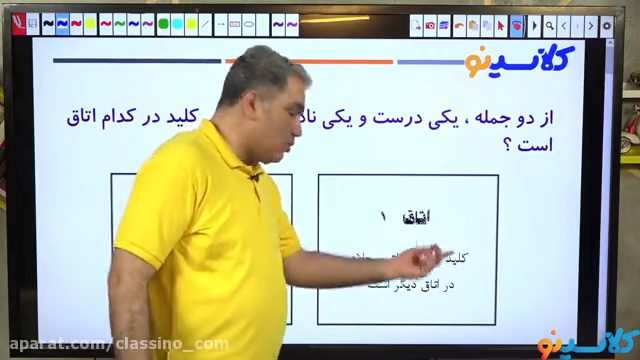 کلاسینو
از دو جمله ، یکی درست و یکی کلید در کدام اتاق
است ؟
اتاق ۱
کلید
در اتاق دیگر است
aparat.com/classino_com
کلاسینو